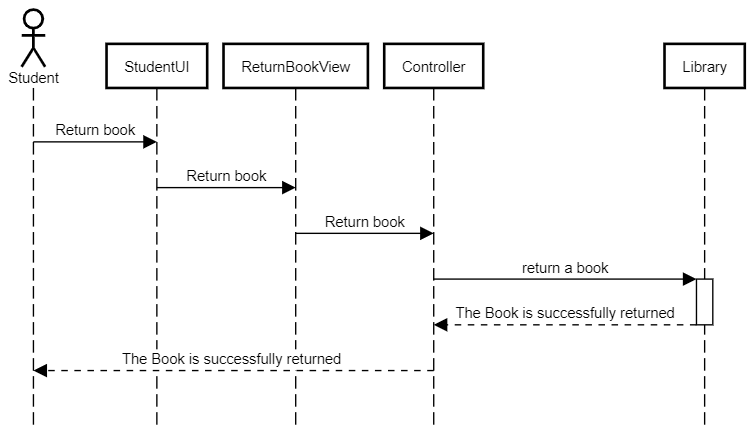 Student
StudentUI
ReturnBookView
Controller
Library
Return book
Return book
Return book
return a book
The Book is successfully returned
The Book is successfully returned